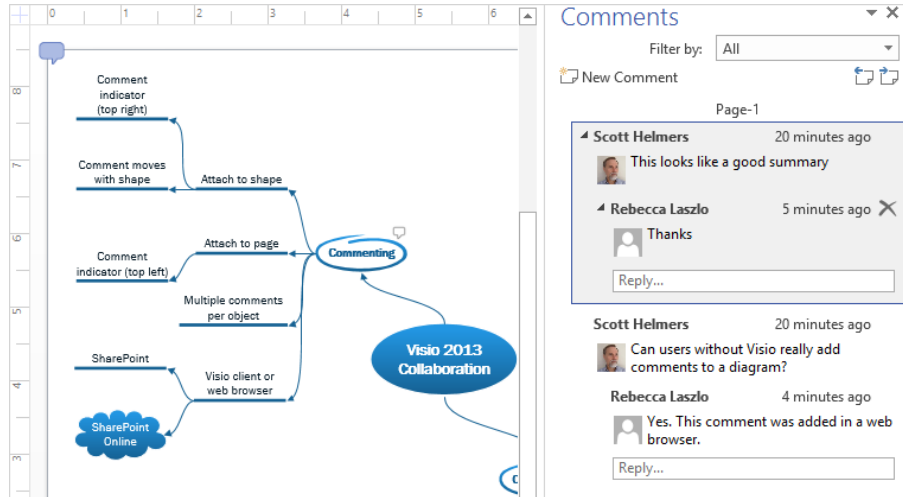 0 1 2 3 4 5 6
8
7
6
5
4
3
Comment
indicator
(top right)
Comment moves
with shape
Attach to shape
Comment
indicator (top left)
Attach to page
Commenting
Multiple comments
per object
SharePoint
Visio client or
web browser
SharePoint
Online
Visio 2013
Collaboration
Comments
Filter by: All
New Comment
Page-1
Scott Helmers 20 minutes ago
This looks like a good summary
Rebecca Laszlo 5 minutes ago
Thanks
Reply...
Scott Helmers 20 minutes ago
Can users without Visio really add
comments to a diagram?
Rebecca Laszlo 4 minutes ago
Yes. This comment was added in a web
browser.
Reply...